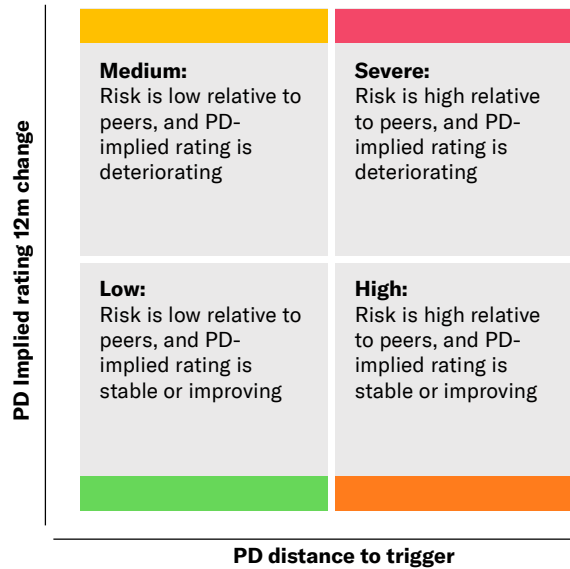 Medium:
Risk is low relative to
peers, and PD-
implied rating is
deteriorating
Severe:
Risk is high relative
to peers, and PD-
implied rating is
deteriorating
Low:
Risk is low relative to
peers, and PD-
implied rating is
stable or improving
High:
Risk is high relative
to peers, and PD-
implied rating is
stable or improving
PD Implied rating 12m change
PD distance to trigger